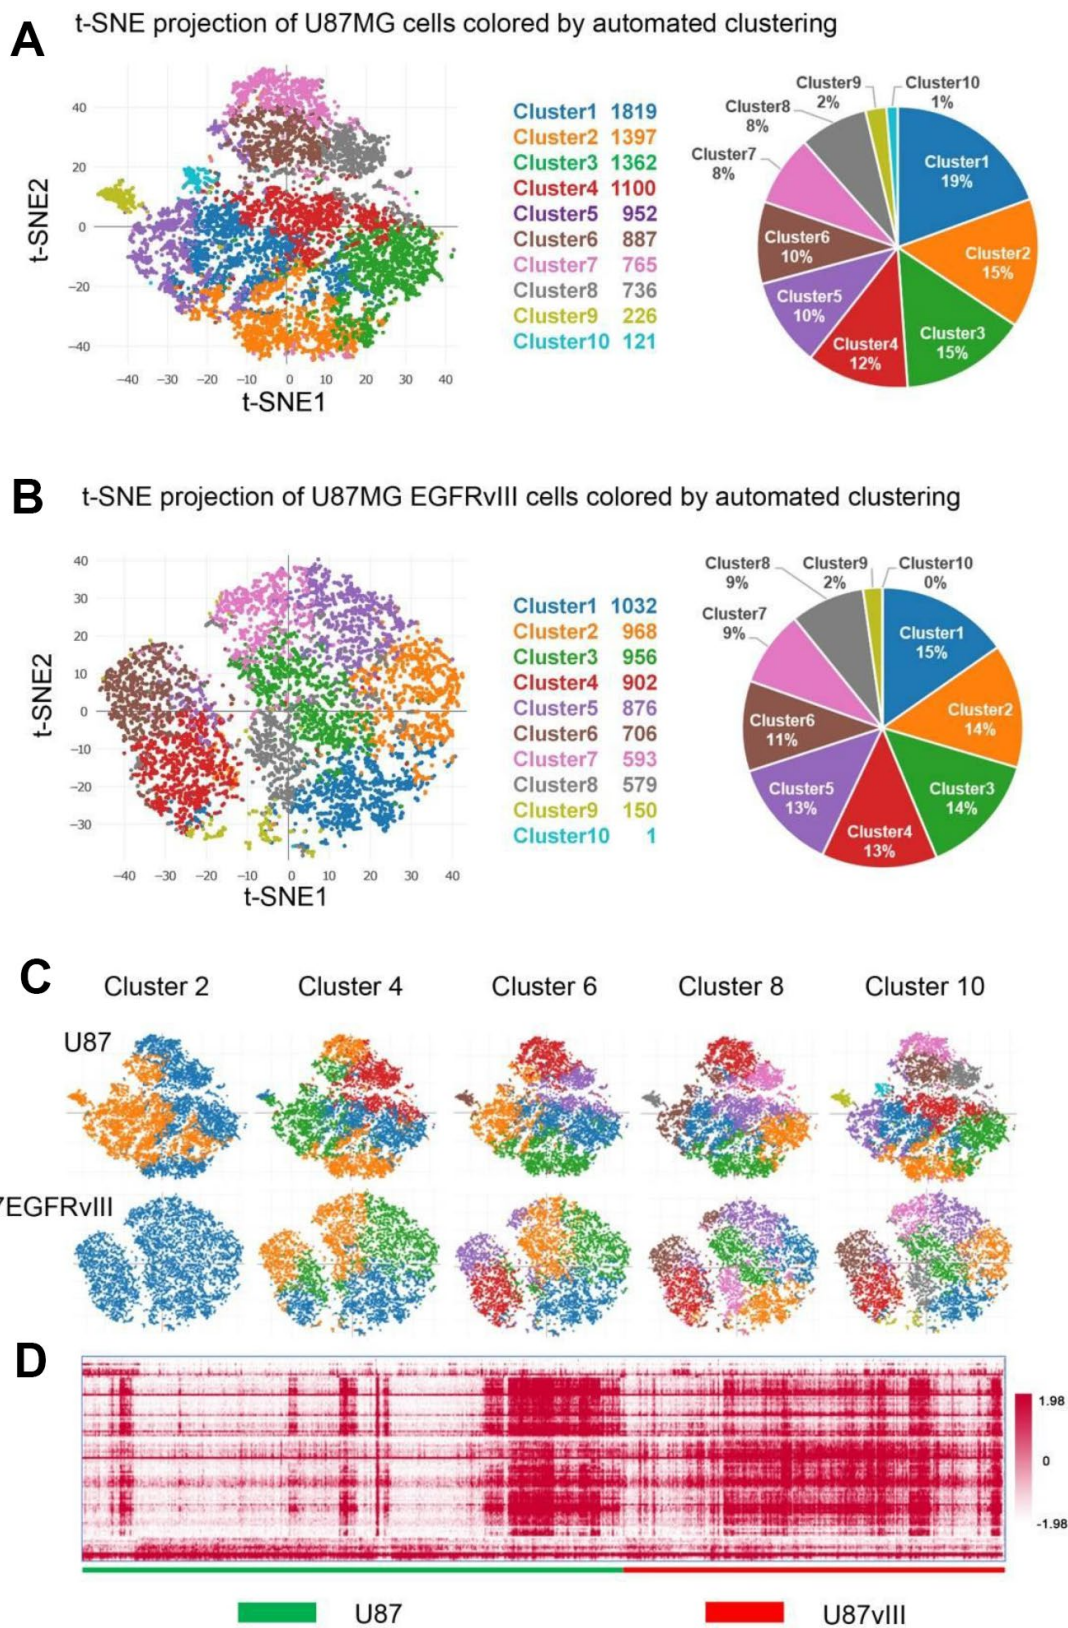 A
t-SNE projection of U87MG cells colored by automated clustering
40
20
0
−20
−40
t-SNE2
−40 −30 −20 −10 0 10 20 30 40
t-SNE1
Cluster1 1819
Cluster2 1397
Cluster3 1362
Cluster4 1100
Cluster5 952
Cluster6 887
Cluster7 765
Cluster8 736
Cluster9 226
Cluster10 121
Cluster9
2%
Cluster10
1%
Cluster8
8%
Cluster7
8%
Cluster1
19%
Cluster6
10%
Cluster2
15%
Cluster5
10%
Cluster4
12%
Cluster3
15%
B
t-SNE projection of U87MG EGFRvIII cells colored by automated clustering
40
30
20
10
0
−10
−20
−30
t-SNE2
−40 −30 −20 −10 0 10 20 30 40
t-SNE1
Cluster1 1032
Cluster2 968
Cluster3 956
Cluster4 902
Cluster5 876
Cluster6 706
Cluster7 593
Cluster8 579
Cluster9 150
Cluster10 1
Cluster8
9%
Cluster9
2%
Cluster10
0%
Cluster7
9%
Cluster1
15%
Cluster6
11%
Cluster2
14%
Cluster5
13%
Cluster3
14%
Cluster4
13%
C
Cluster 2 Cluster 4 Cluster 6 Cluster 8 Cluster 10
U87
7EGFRvIII
D
1.98
0
-1.98
U87 U87vIII